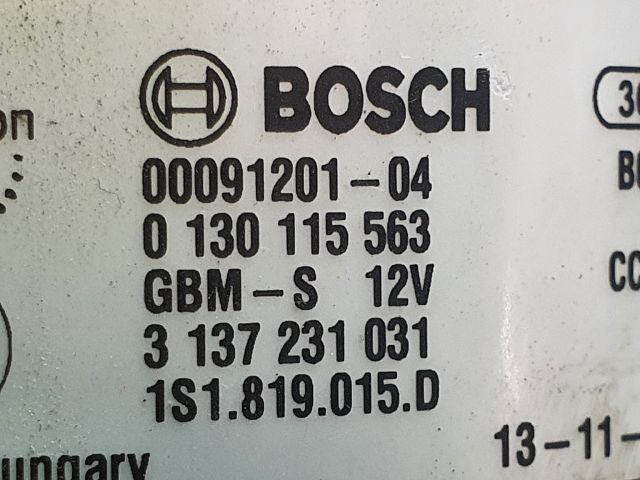 BOSCH
00091201-04
0 130 115 563
GBM-S 12V
3 137 231 031
1S1.819.015.D
13-11-